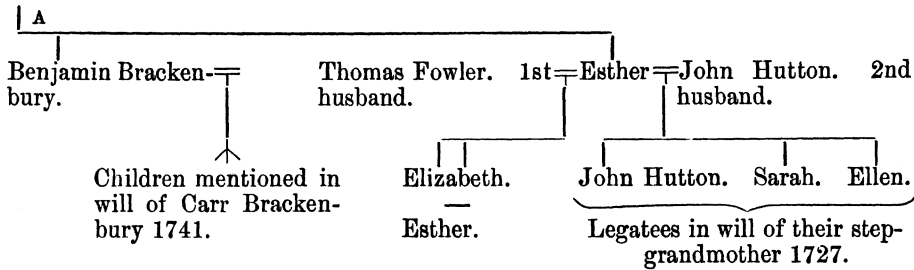 A
Benjamin Bracken- Thomas Fowler. 1st Esther John Hutton. 2nd
bury. husband. husband.
Children mentioned in
will of Carr Bracken-
bury 1741.
Elizabeth.
Esther.
John Hutton. Sarah. Ellen.
Legatees in will of their step-
grandmother 1727.